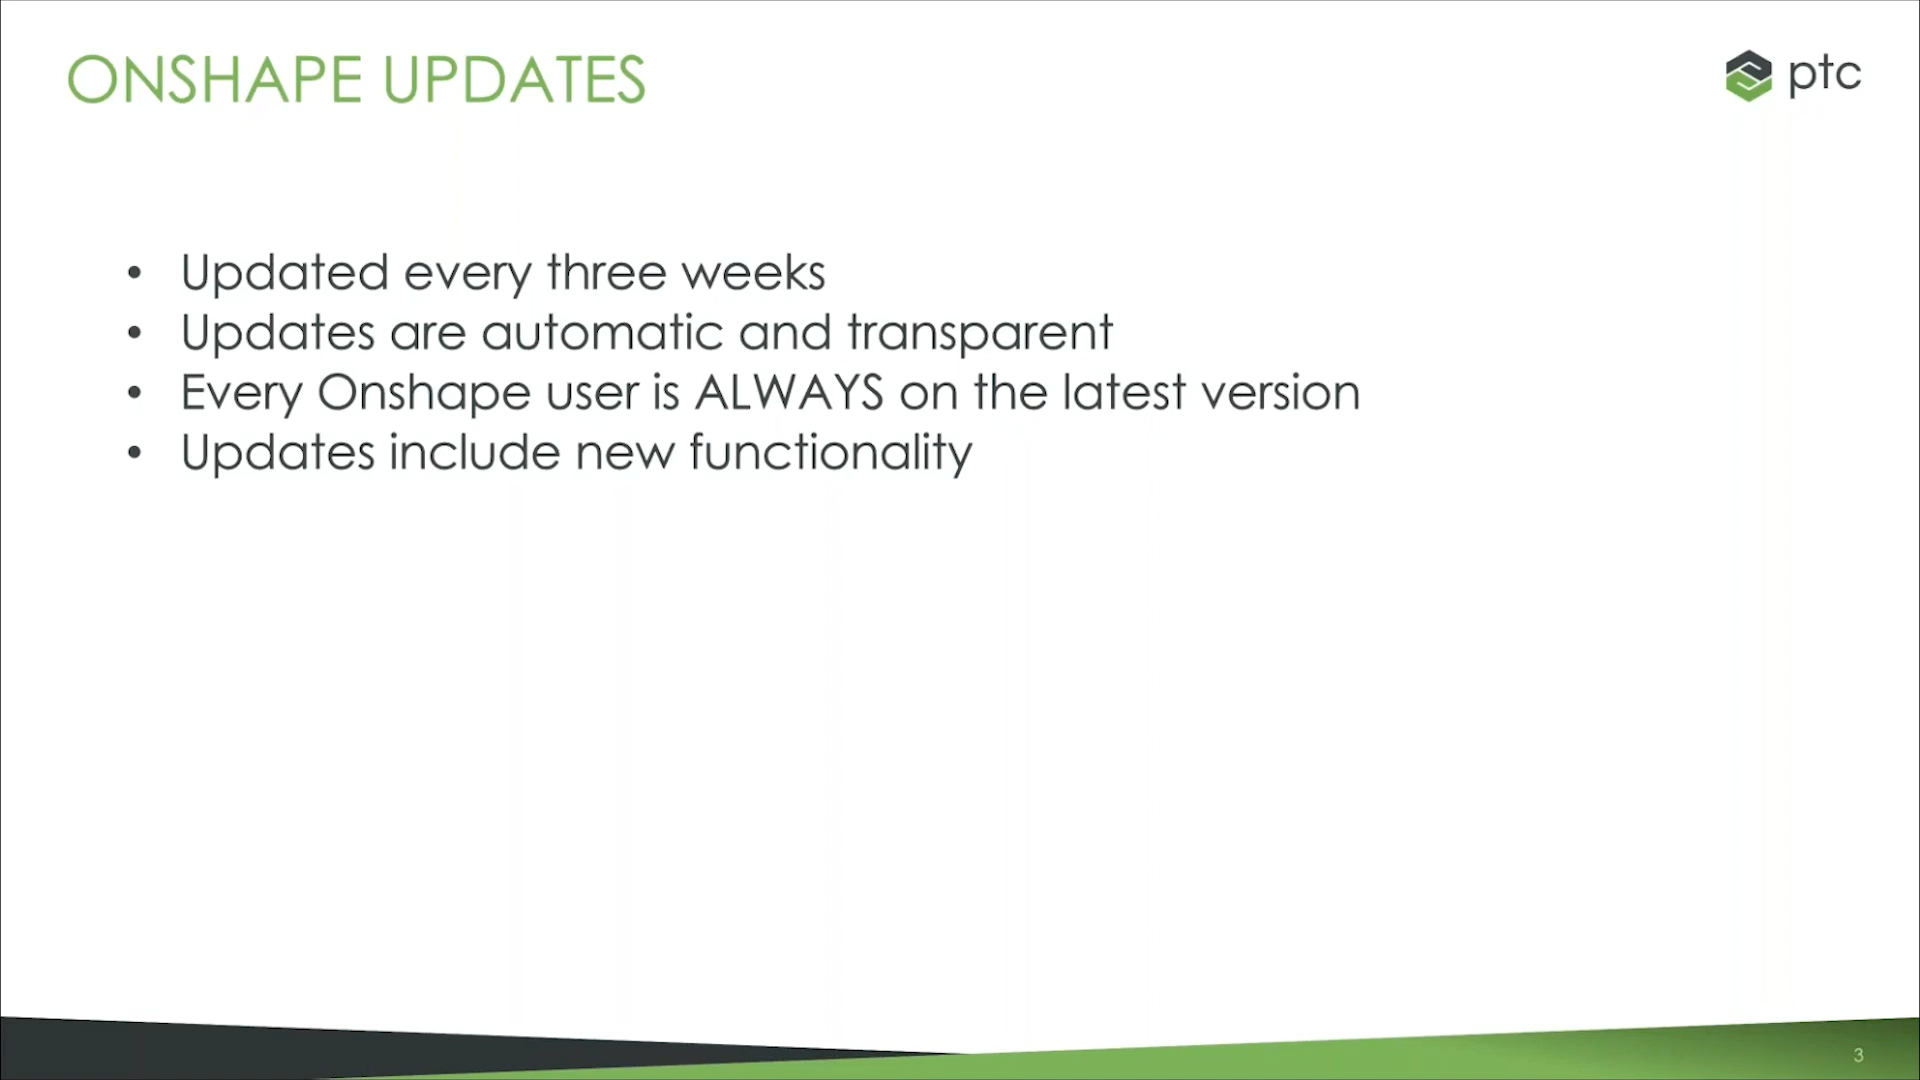 ONSHAPE UPDATES
ptc
• Updated every three weeks
• Updates are automatic and transparent
• Every Onshape user is ALWAYS on the latest version
• Updates include new functionality
3